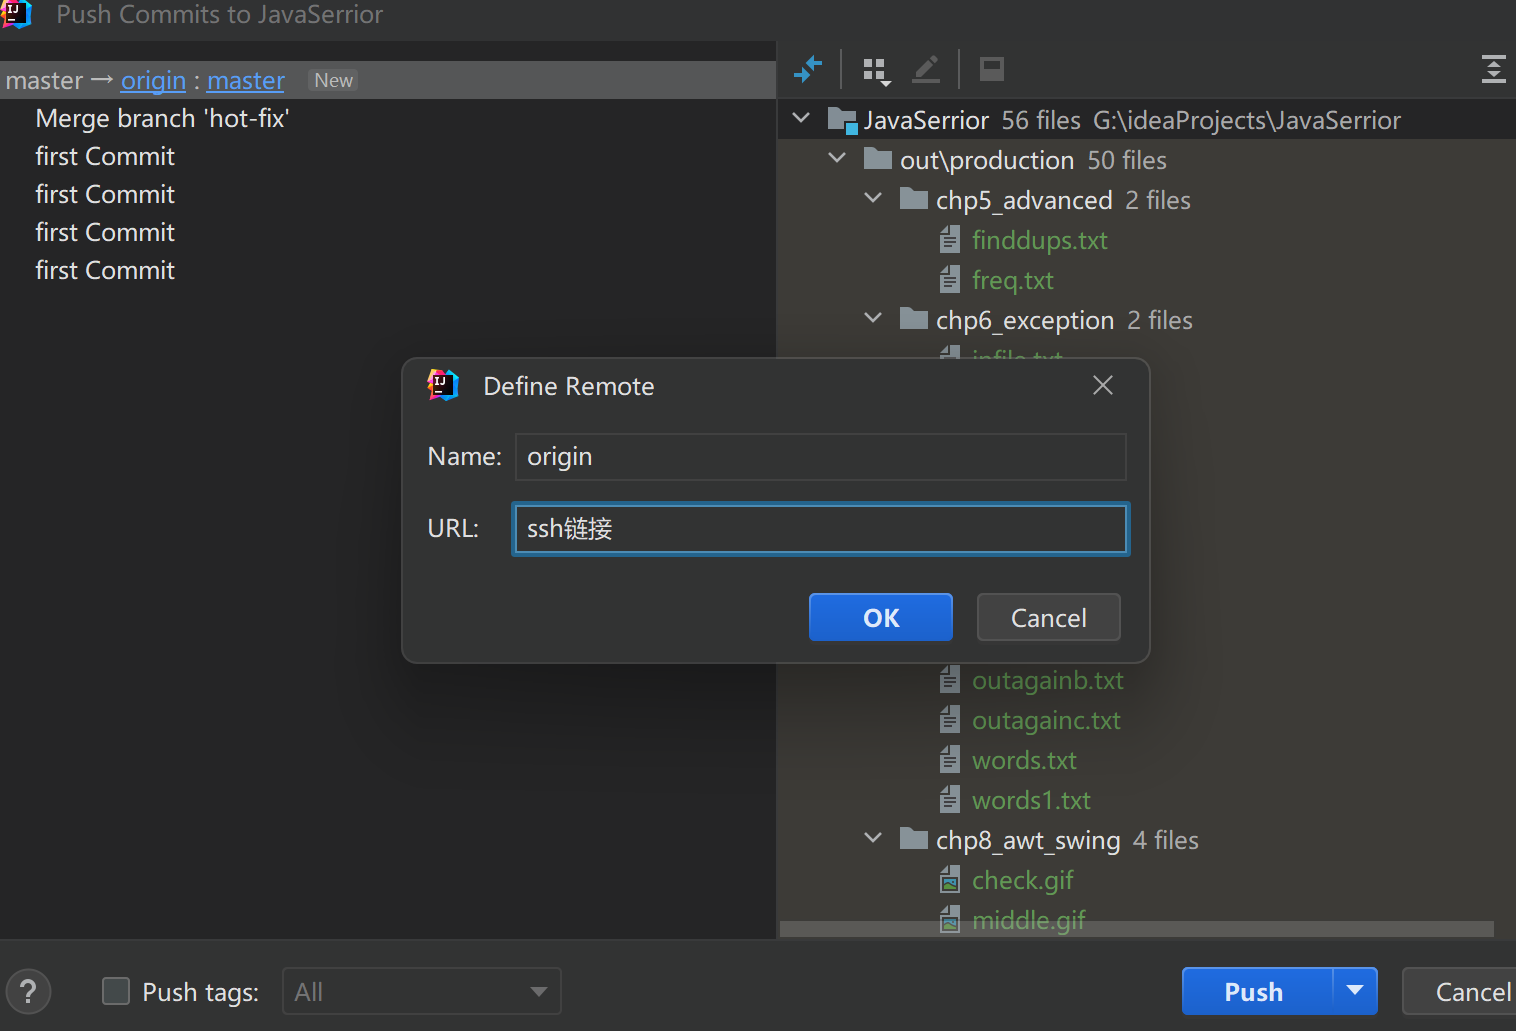 Push Commits to JavaSerrior
master → origin : master New
Merge branch 'hot-fix'
first Commit
first Commit
first Commit
first Commit
JavaSerrior 56 files G:\ideaProjects\JavaSerrior
out\production 50 files
chp5_advanced 2 files
finddups.txt
freq.txt
chp6_exception 2 files
infile.txt
Define Remote
Name: origin
URL: ssh链接
OK Cancel
outagainb.txt
outagainc.txt
words.txt
words1.txt
chp8_awt_swing 4 files
check.gif
middle.gif
? Push tags: All Push Cancel